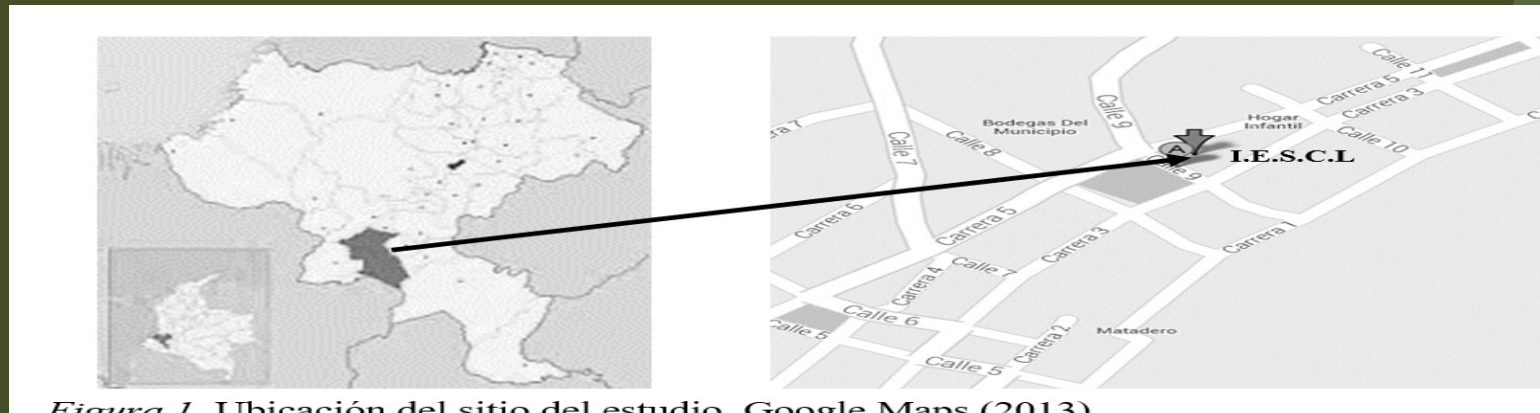 Calle 11
Carrera 5
Carrera 3
Hogar
Infantil
Calle 10
Bodegas Del
Municipio
Calle 9
Calle 7
Calle 8
A
I.E.S.C.L
Calle 9
Carrera 6
Carrera 5
Carrera 3
Carrera 1
Calle 7
Carrera 4
Calle 6
Calle 5
Carrera 2
Matadero
Calle 5
Figura 1. Ubicación del sitio del estudio. Google Maps (2013)